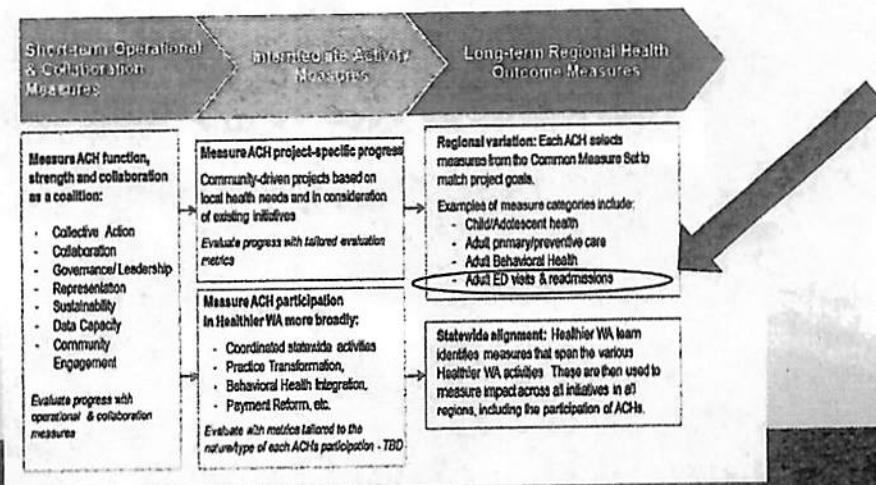 Short-term Operational
& Collaboration
Measures
Intermediate Activity
Measures
Long-term Regional Health
Outcome Measures
Measure ACH function,
strength and collaboration
as a coalition:
- Collective Action
- Collaboration
- Governance/Leadership
- Representation
- Sustainability
- Data Capacity
- Community
Engagement
Evaluate progress with
operational & collaboration
measures
Measure ACH project-specific progress
Community-driven projects based on
local health needs and in consideration
of existing initiatives
Evaluate progress with tailored evaluation
metrics
Measure ACH participation
in Healthier WA more broadly:
- Coordinated statewide activities
- Practice Transformation,
- Behavioral Health Integration,
- Payment Reform, etc.
Evaluate with metrics tailored to the
nature/type of each ACHs participation - TBD
Regional variation: Each ACH selects
measures from the Common Measure Set to
match project goals.
Examples of measure categories include:
- Child/Adolescent health
- Adult primary/preventive care
- Adult Behavioral Health
- Adult ED visits & readmissions
Statewide alignment: Healthier WA team
identifies measures that span the various
Healthier WA activities. These are then used to
measure impact across all initiatives in all
regions, including the participation of ACHs.